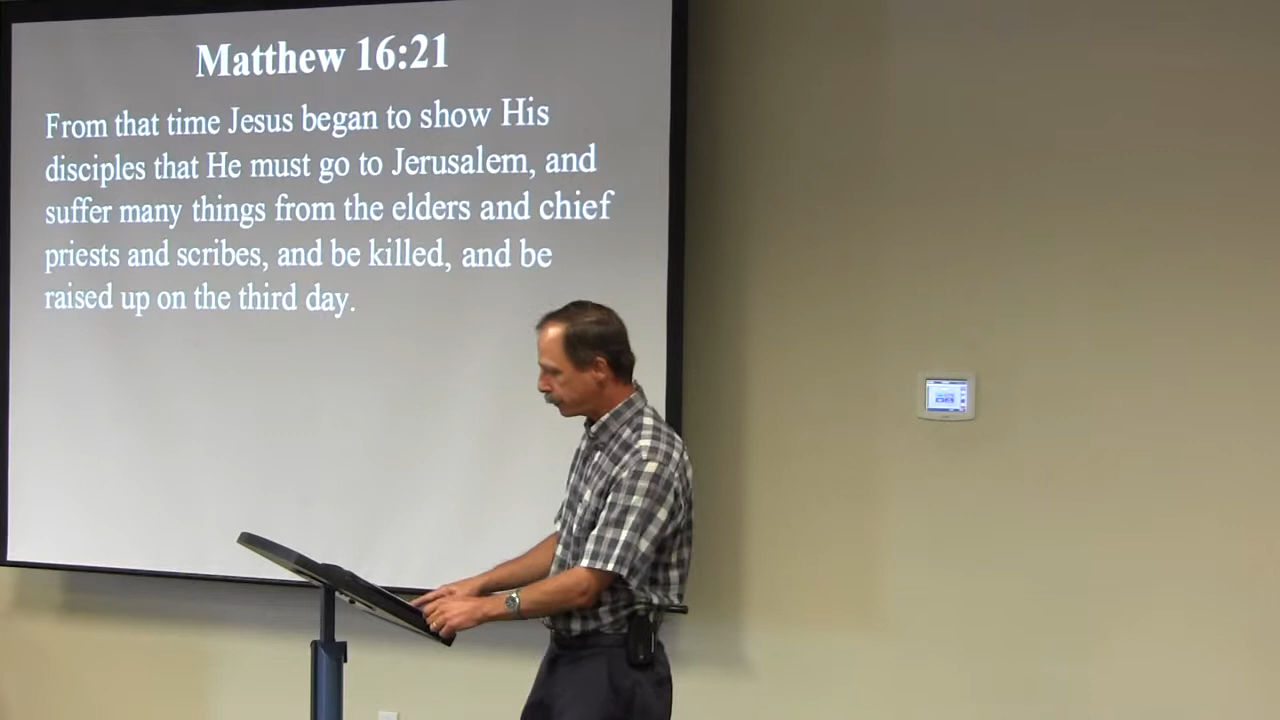 Matthew 16:21
From that time Jesus began to show His
disciples that He must go to Jerusalem, and
suffer many things from the elders and chief
priests and scribes, and be killed, and be
raised up on the third day.